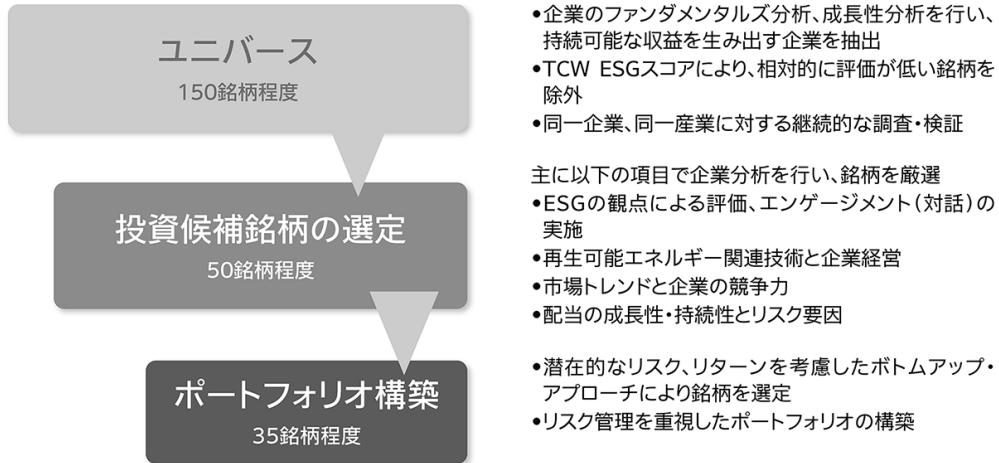 ユニバース
150銘柄程度
•企業のファンダメンタルズ分析、成長性分析を行い、
持続可能な収益を生み出す企業を抽出
•TCW ESGスコアにより、相対的に評価が低い銘柄を
除外
•同一企業、同一産業に対する継続的な調査・検証
投資候補銘柄の選定
50銘柄程度
主に以下の項目で企業分析を行い、銘柄を厳選
•ESGの観点による評価、エンゲージメント(対話)の
実施
•再生可能エネルギー関連技術と企業経営
•市場トレンドと企業の競争力
•配当の成長性・持続性とリスク要因
ポートフォリオ構築
35銘柄程度
•潜在的なリスク、リターンを考慮したボトムアップ・
アプローチにより銘柄を選定
•リスク管理を重視したポートフォリオの構築